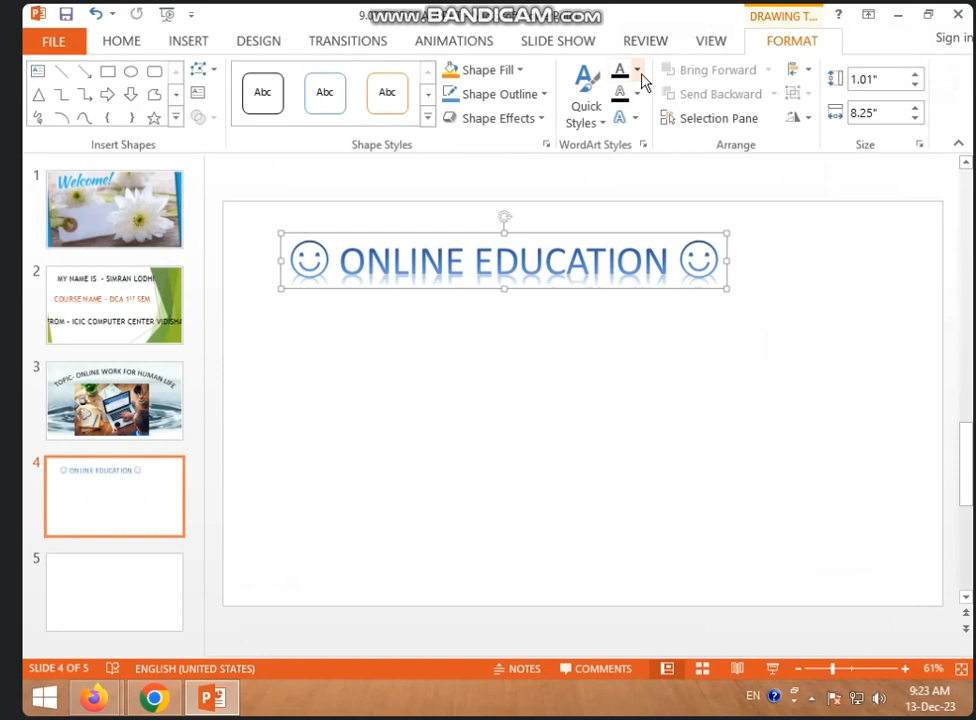 www.BANDICAM.com
9.0
DRAWING T...
FILE
HOME
INSERT
DESIGN
TRANSITIONS
ANIMATIONS
SLIDE SHOW
REVIEW
VIEW
FORMAT
Sign in
Abc
Abc
Abc
Shape Fill
Shape Outline
Shape Effects
Quick
Styles
Bring Forward
Send Backward
Selection Pane
1.01"
8.25"
Insert Shapes
Shape Styles
WordArt Styles
Arrange
Size
1
Welcome!
2
MY NAME IS - SIMRAN LODHI
COURSE NAME - DCA 1ST SEM
FROM - ICIC COMPUTER CENTER VIDISHA
3
TOPIC- ONLINE WORK FOR HUMAN LIFE
4
☺ ONLINE EDUCATION ☺
5
☺ ONLINE EDUCATION ☺
SLIDE 4 OF 5
ENGLISH (UNITED STATES)
NOTES
COMMENTS
61%
EN
9:23 AM
13-Dec-23